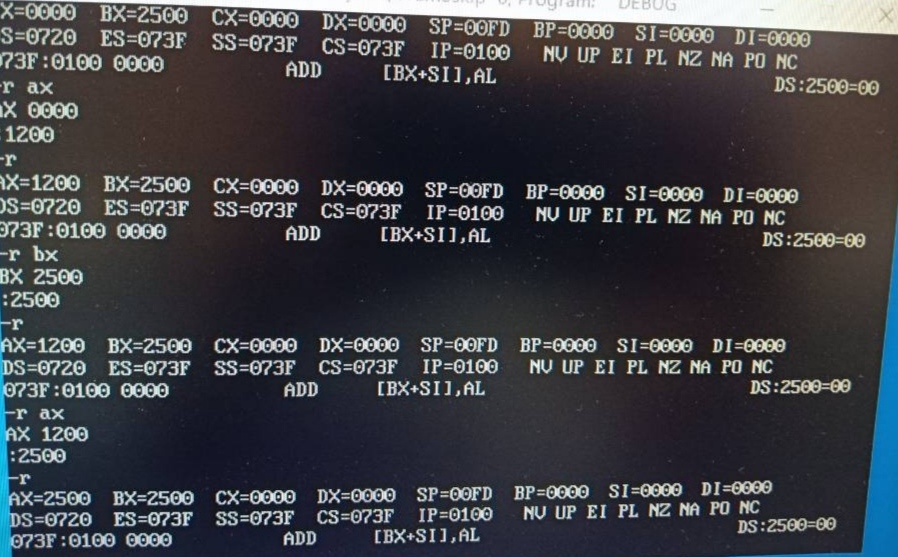 Program: DEBUG
X=0000 BX=2500 CX=0000 DX=0000 SP=00FD BP=0000 SI=0000 DI=0000
S=0720 ES=073F SS=073F CS=073F IP=0100 NV UP EI PL NZ NA PO NC
073F:0100 0000 ADD [BX+SI],AL DS:2500=00
-r ax
AX 0000
:1200
-r
AX=1200 BX=2500 CX=0000 DX=0000 SP=00FD BP=0000 SI=0000 DI=0000
DS=0720 ES=073F SS=073F CS=073F IP=0100 NV UP EI PL NZ NA PO NC
073F:0100 0000 ADD [BX+SI],AL DS:2500=00
-r bx
BX 2500
:2500
-r
AX=1200 BX=2500 CX=0000 DX=0000 SP=00FD BP=0000 SI=0000 DI=0000
DS=0720 ES=073F SS=073F CS=073F IP=0100 NV UP EI PL NZ NA PO NC
073F:0100 0000 ADD [BX+SI],AL DS:2500=00
-r ax
AX 1200
:2500
-r
AX=2500 BX=2500 CX=0000 DX=0000 SP=00FD BP=0000 SI=0000 DI=0000
DS=0720 ES=073F SS=073F CS=073F IP=0100 NV UP EI PL NZ NA PO NC
073F:0100 0000 ADD [BX+SI],AL DS:2500=00